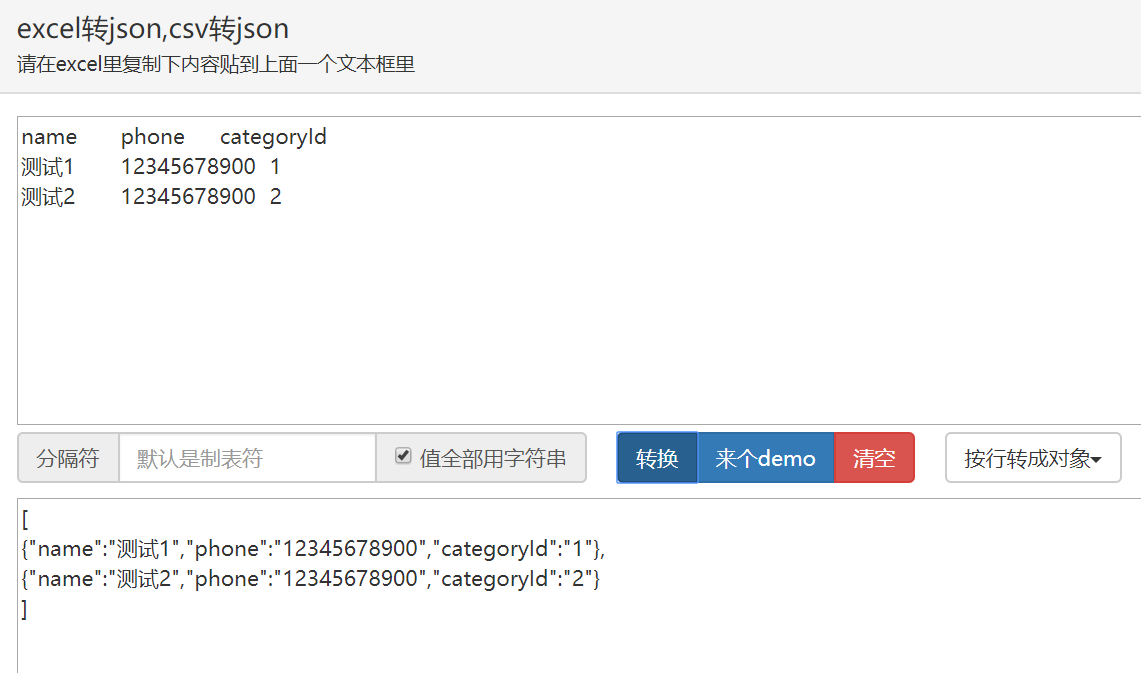 excel转json,csv转json
请在excel里复制下内容贴到上面一个文本框里
name phone categoryId
测试1 12345678900 1
测试2 12345678900 2
分隔符 默认是制表符 值全部用字符串 转换 来个demo 清空 按行转成对象
[
{"name":"测试1","phone":"12345678900","categoryId":"1"},
{"name":"测试2","phone":"12345678900","categoryId":"2"}
]